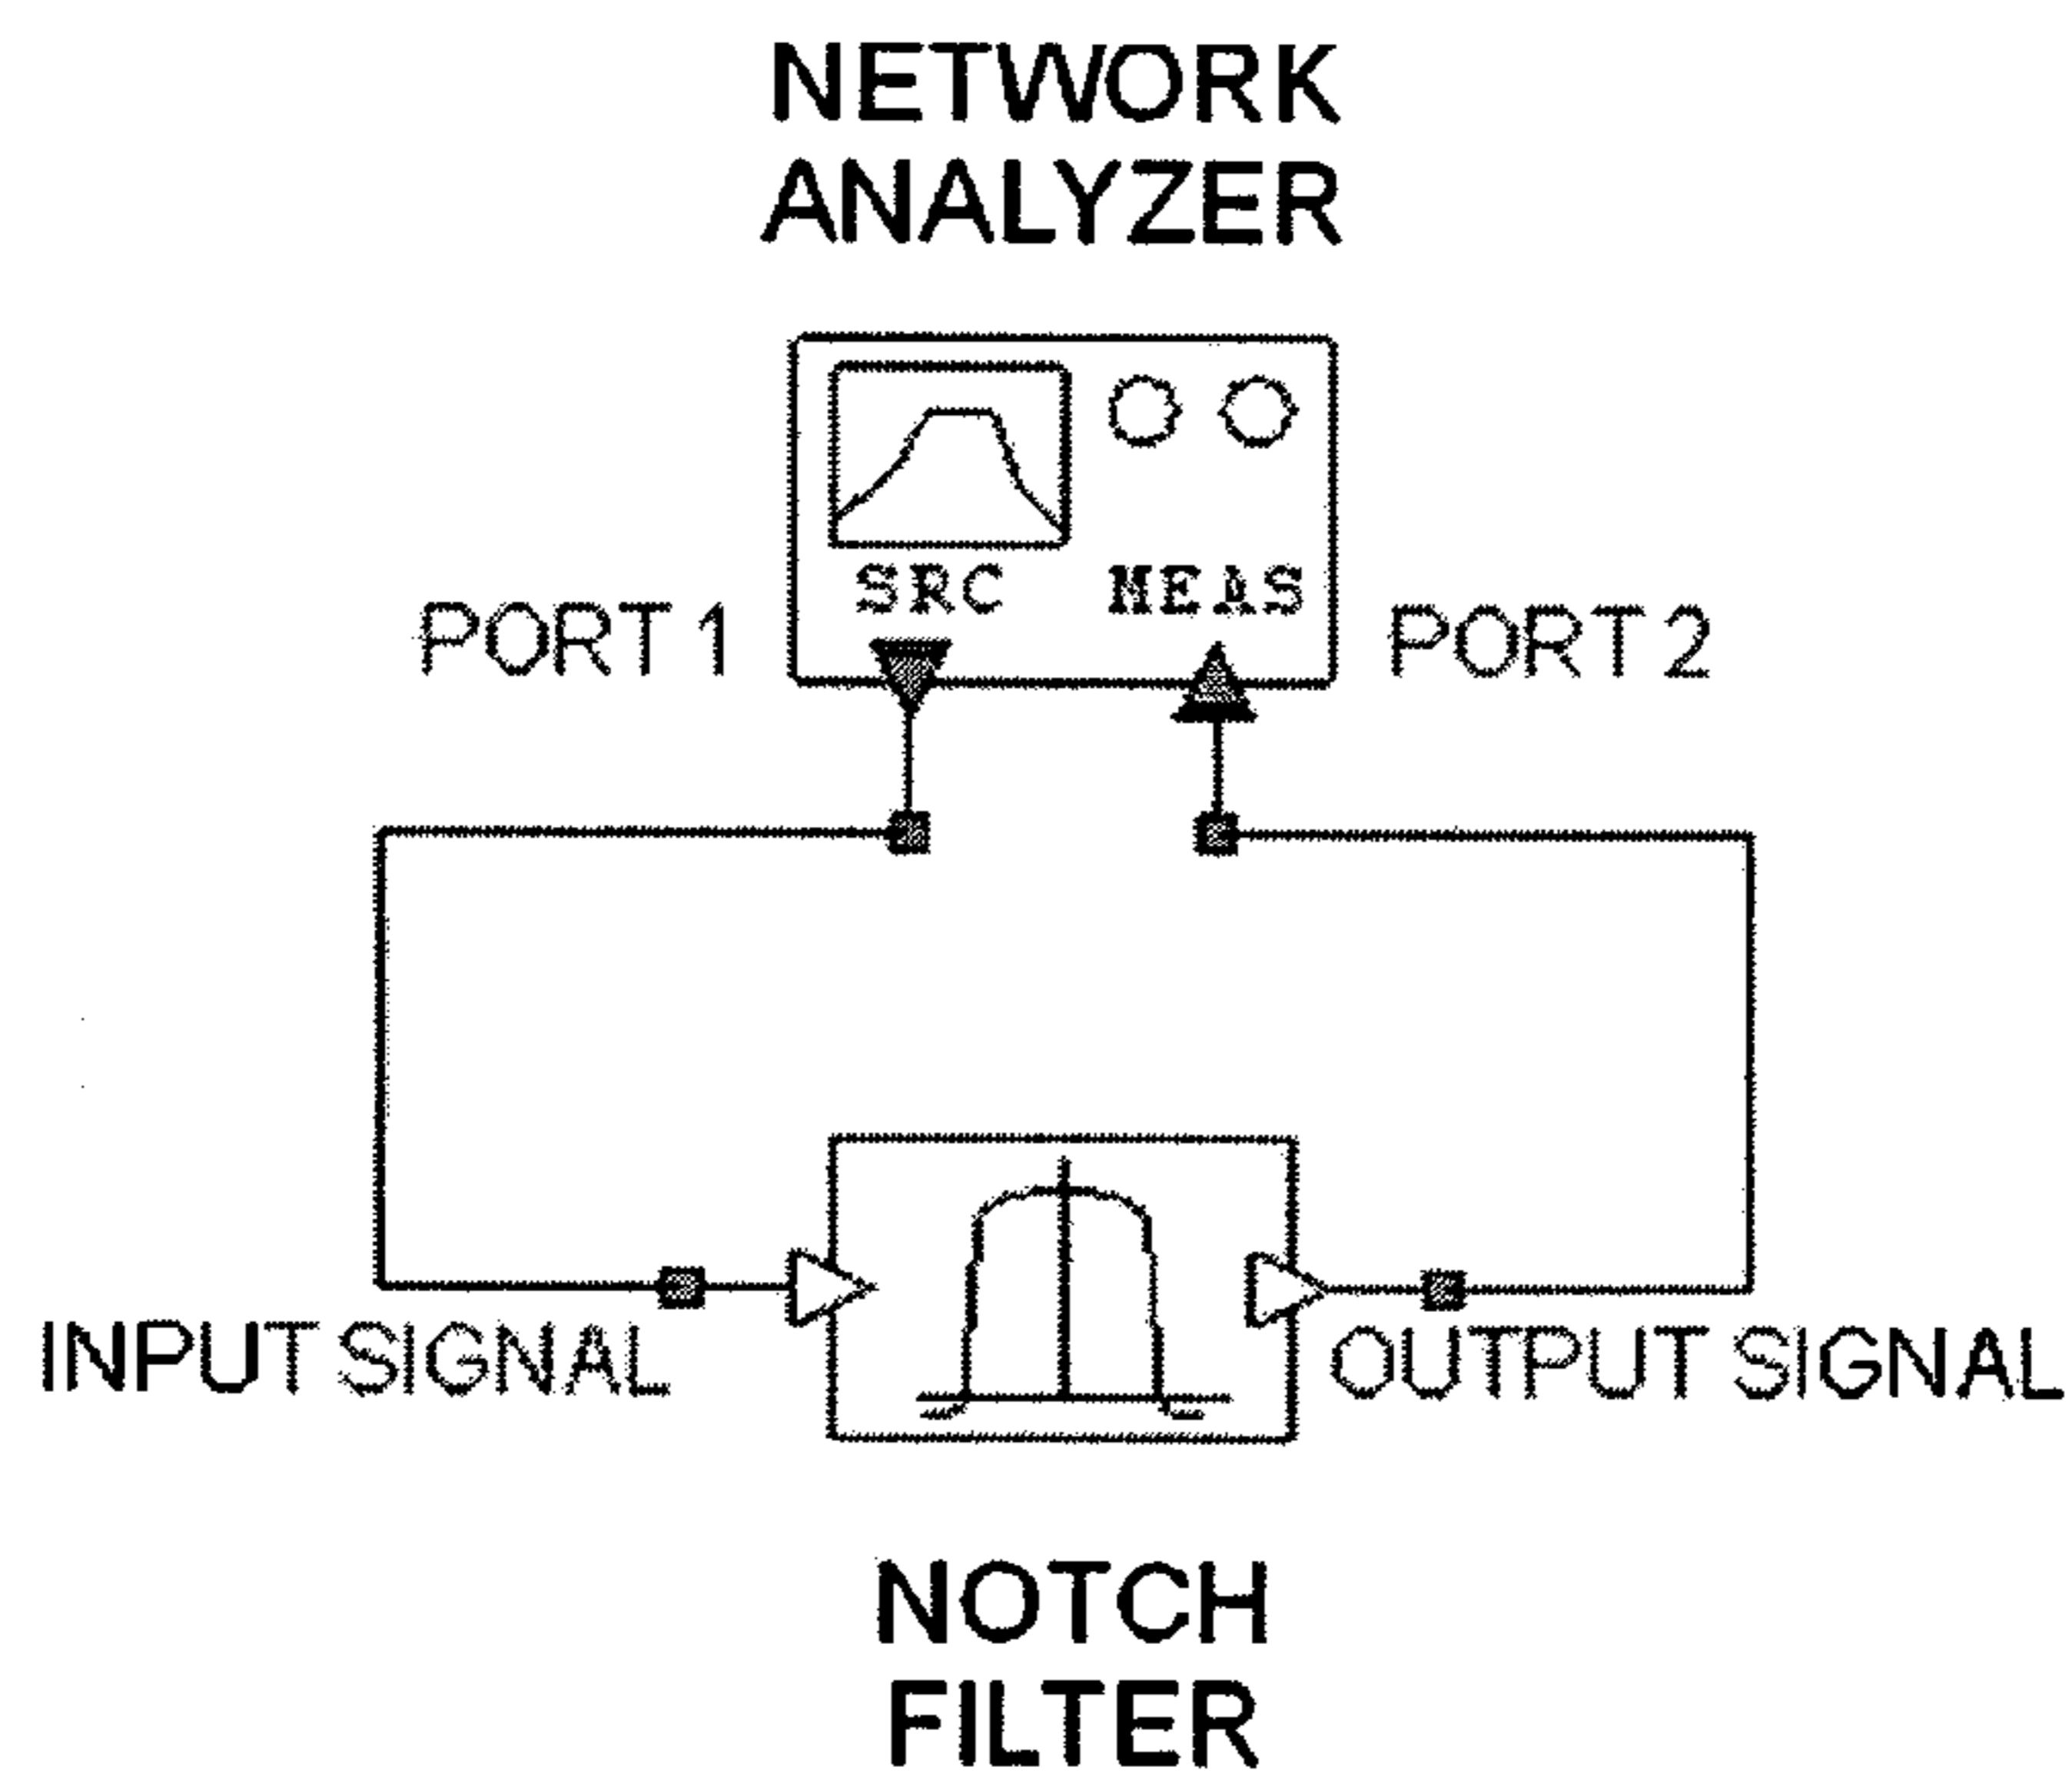 NETWORK
ANALYZER
SRC MEAS
PORT 1
PORT 2
INPUT SIGNAL
OUTPUT SIGNAL
NOTCH
FILTER